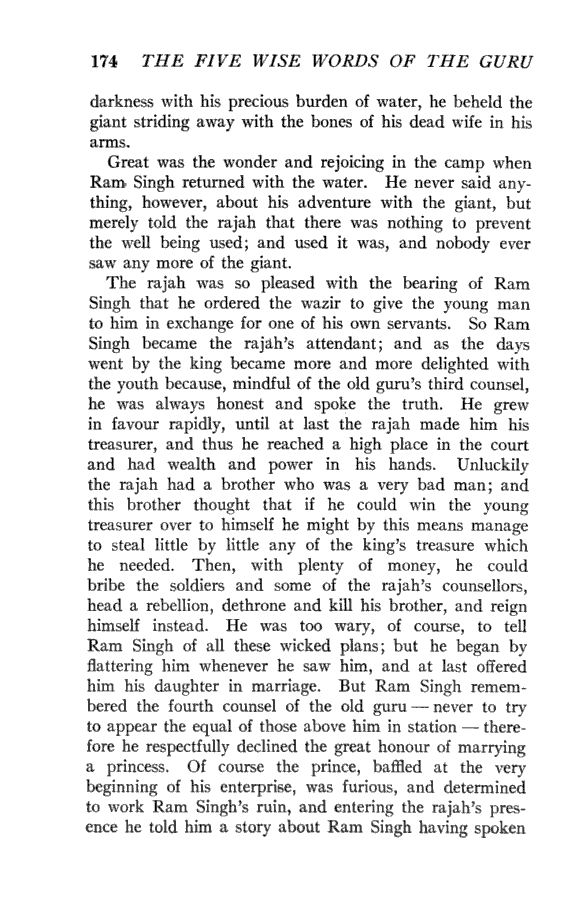 174 THE FIVE WISE WORDS OF THE GURU
darkness with his precious burden of water, he beheld the
giant striding away with the bones of his dead wife in his
arms.
Great was the wonder and rejoicing in the camp when
Ram Singh returned with the water. He never said any-
thing, however, about his adventure with the giant, but
merely told the rajah that there was nothing to prevent
the well being used; and used it was, and nobody ever
saw any more of the giant.
The rajah was so pleased with the bearing of Ram
Singh that he ordered the wazir to give the young man
to him in exchange for one of his own servants. So Ram
Singh became the rajah's attendant; and as the days
went by the king became more and more delighted with
the youth because, mindful of the old guru's third counsel,
he was always honest and spoke the truth. He grew
in favour rapidly, until at last the rajah made him his
treasurer, and thus he reached a high place in the court
and had wealth and power in his hands. Unluckily
the rajah had a brother who was a very bad man; and
this brother thought that if he could win the young
treasurer over to himself he might by this means manage
to steal little by little any of the king's treasure which
he needed. Then, with plenty of money, he could
bribe the soldiers and some of the rajah's counsellors,
head a rebellion, dethrone and kill his brother, and reign
himself instead. He was too wary, of course, to tell
Ram Singh of all these wicked plans; but he began by
flattering him whenever he saw him, and at last offered
him his daughter in marriage. But Ram Singh remem-
bered the fourth counsel of the old guru — never to try
to appear the equal of those above him in station — there-
fore he respectfully declined the great honour of marrying
a princess. Of course the prince, baffled at the very
beginning of his enterprise, was furious, and determined
to work Ram Singh's ruin, and entering the rajah's pres-
ence he told him a story about Ram Singh having spoken